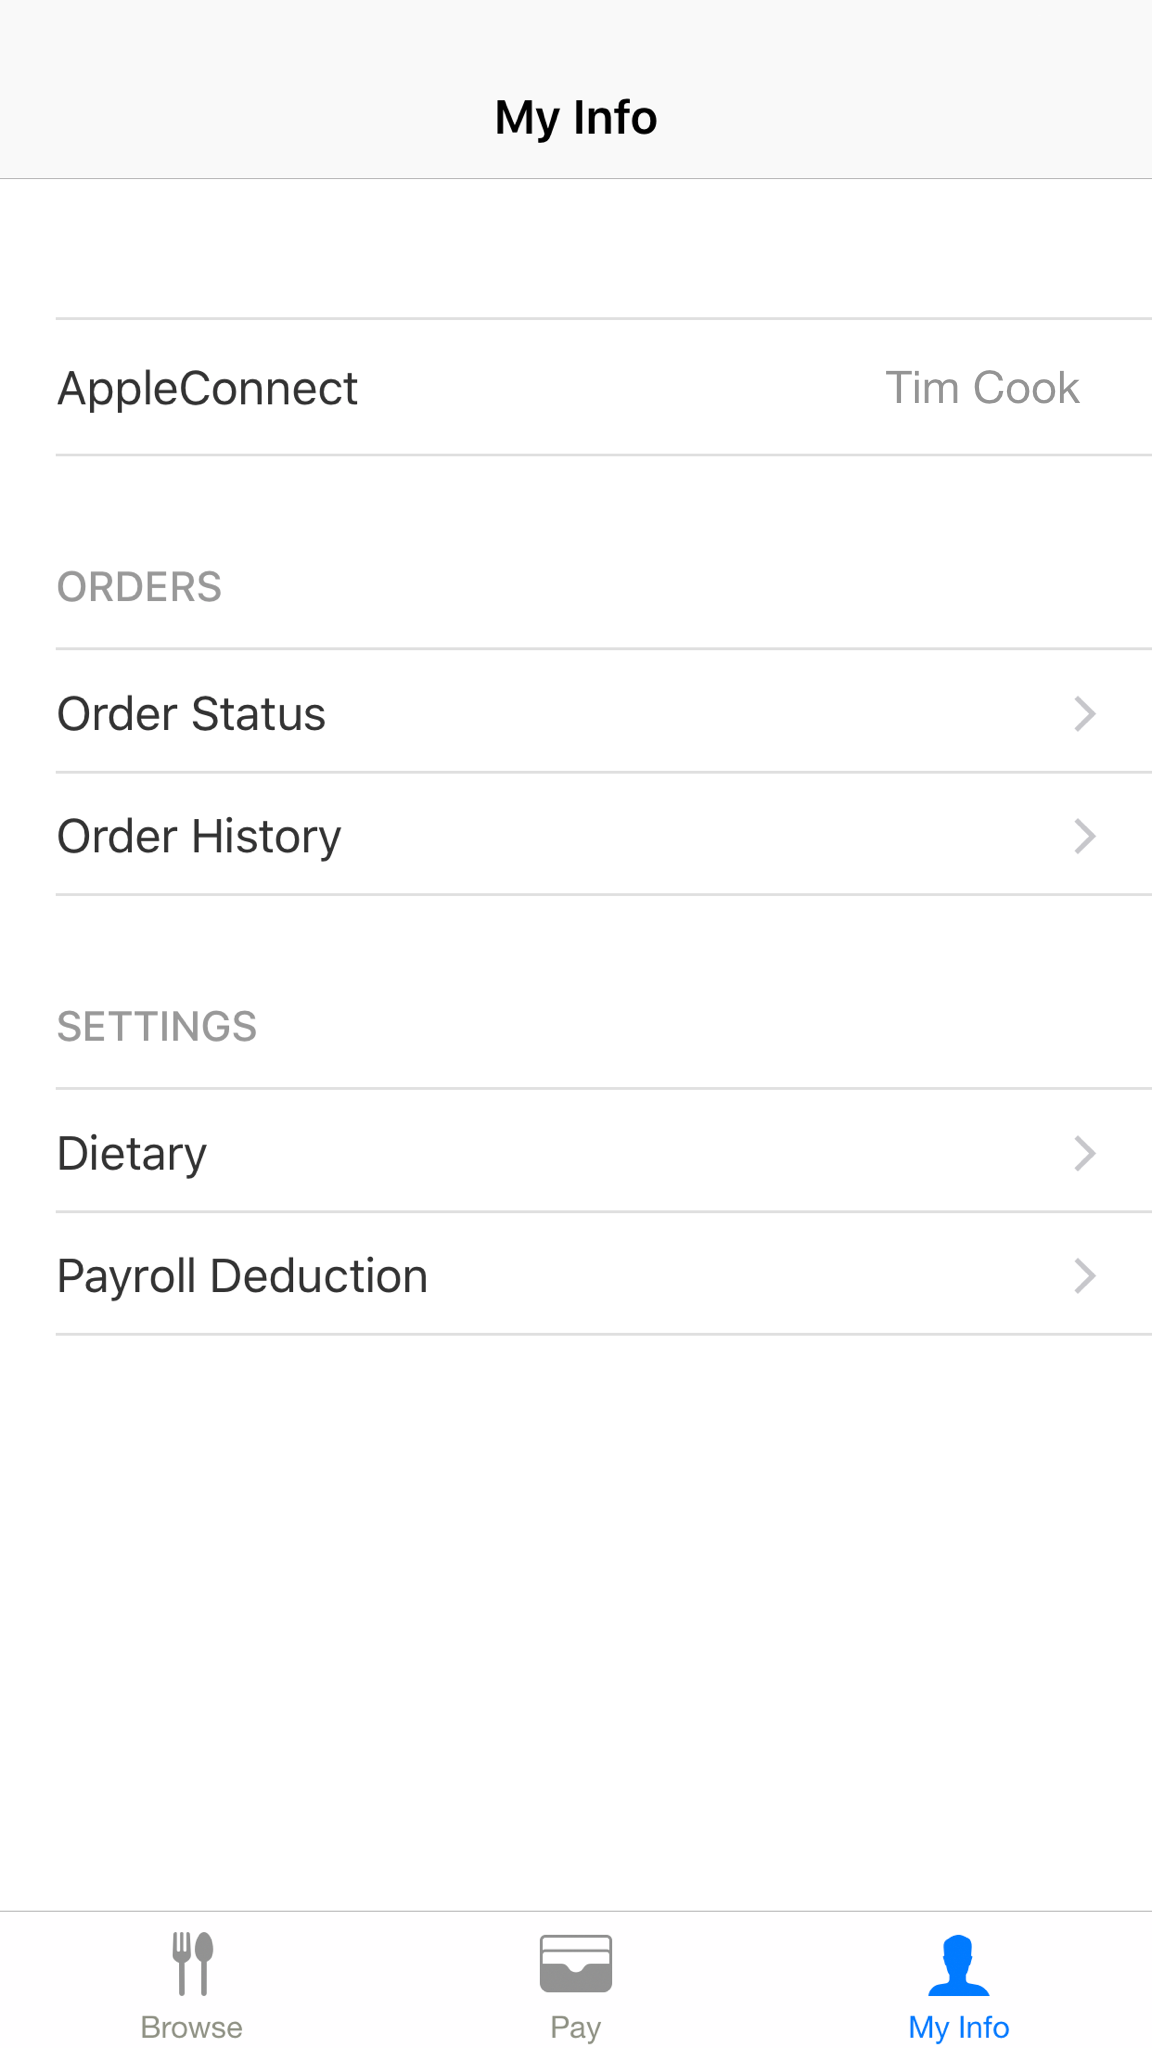 My Info
AppleConnect Tim Cook
ORDERS
Order Status
Order History
SETTINGS
Dietary
Payroll Deduction
Browse Pay My Info